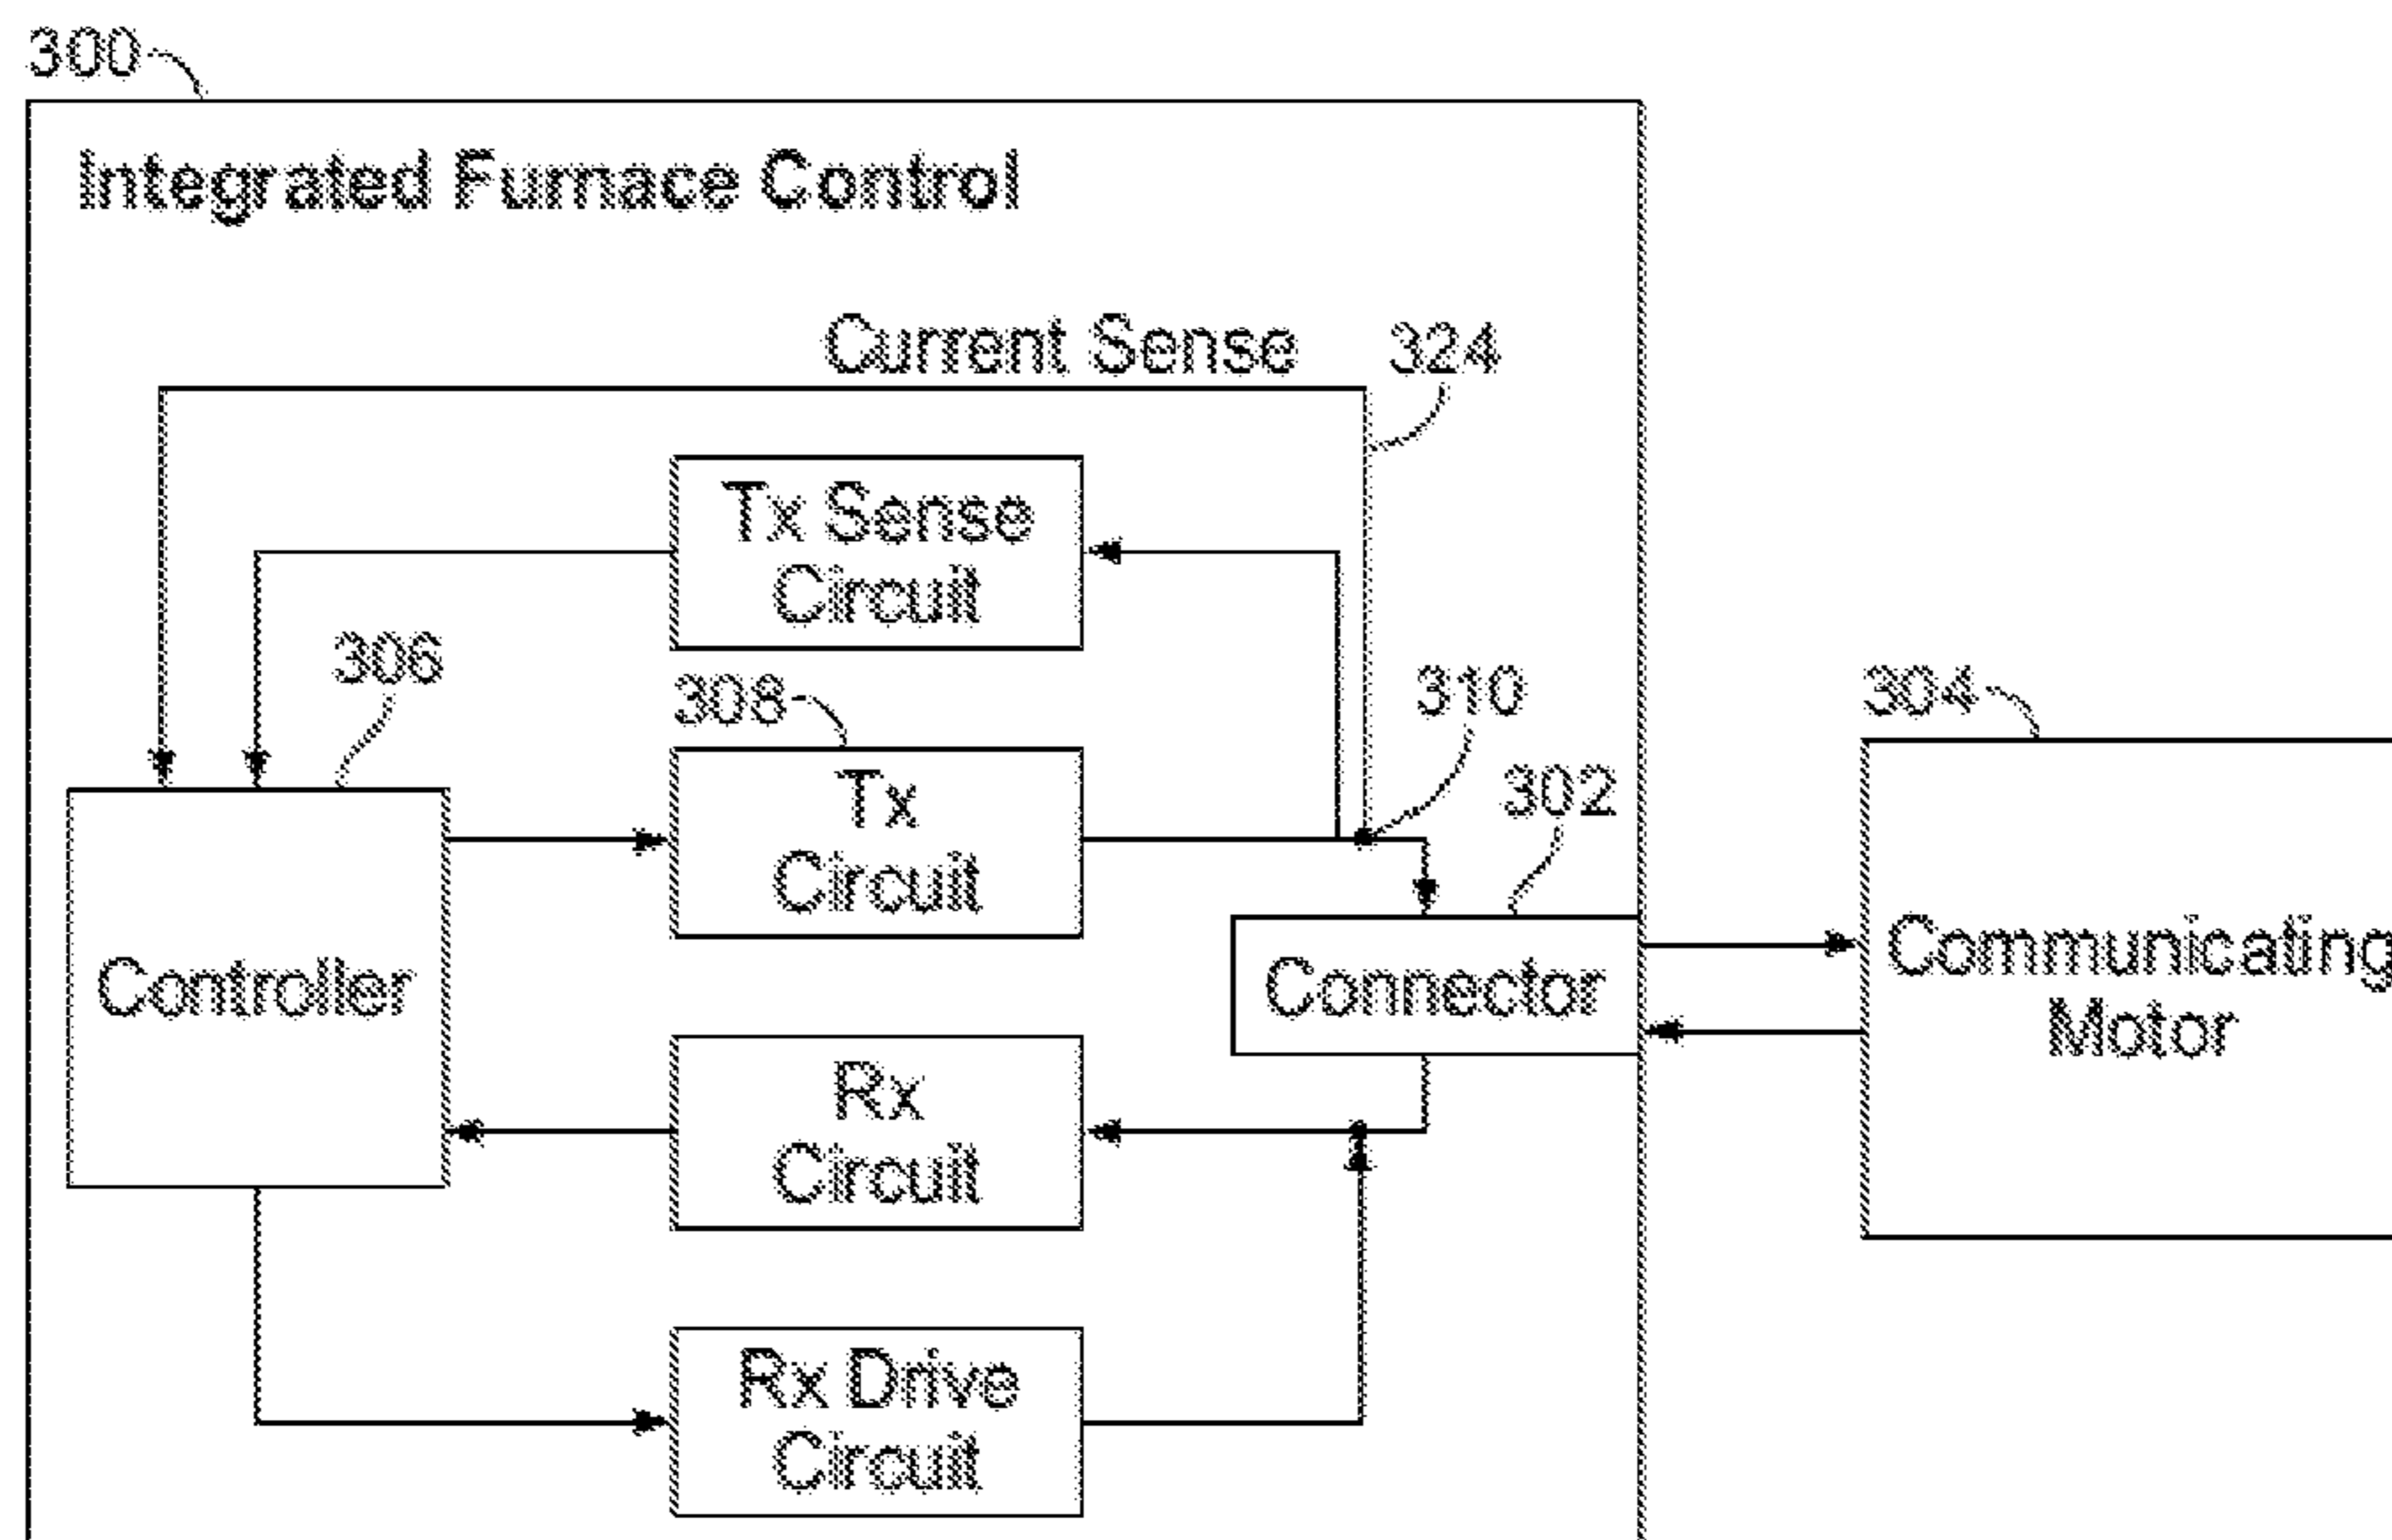 300
Integrated Furnace Control
Current Sense
324
Tx Sense
Circuit
306
308
310
304
Tx
Circuit
302
Controller
Connector
Communicating
Motor
Rx
Circuit
Rx Drive
Circuit